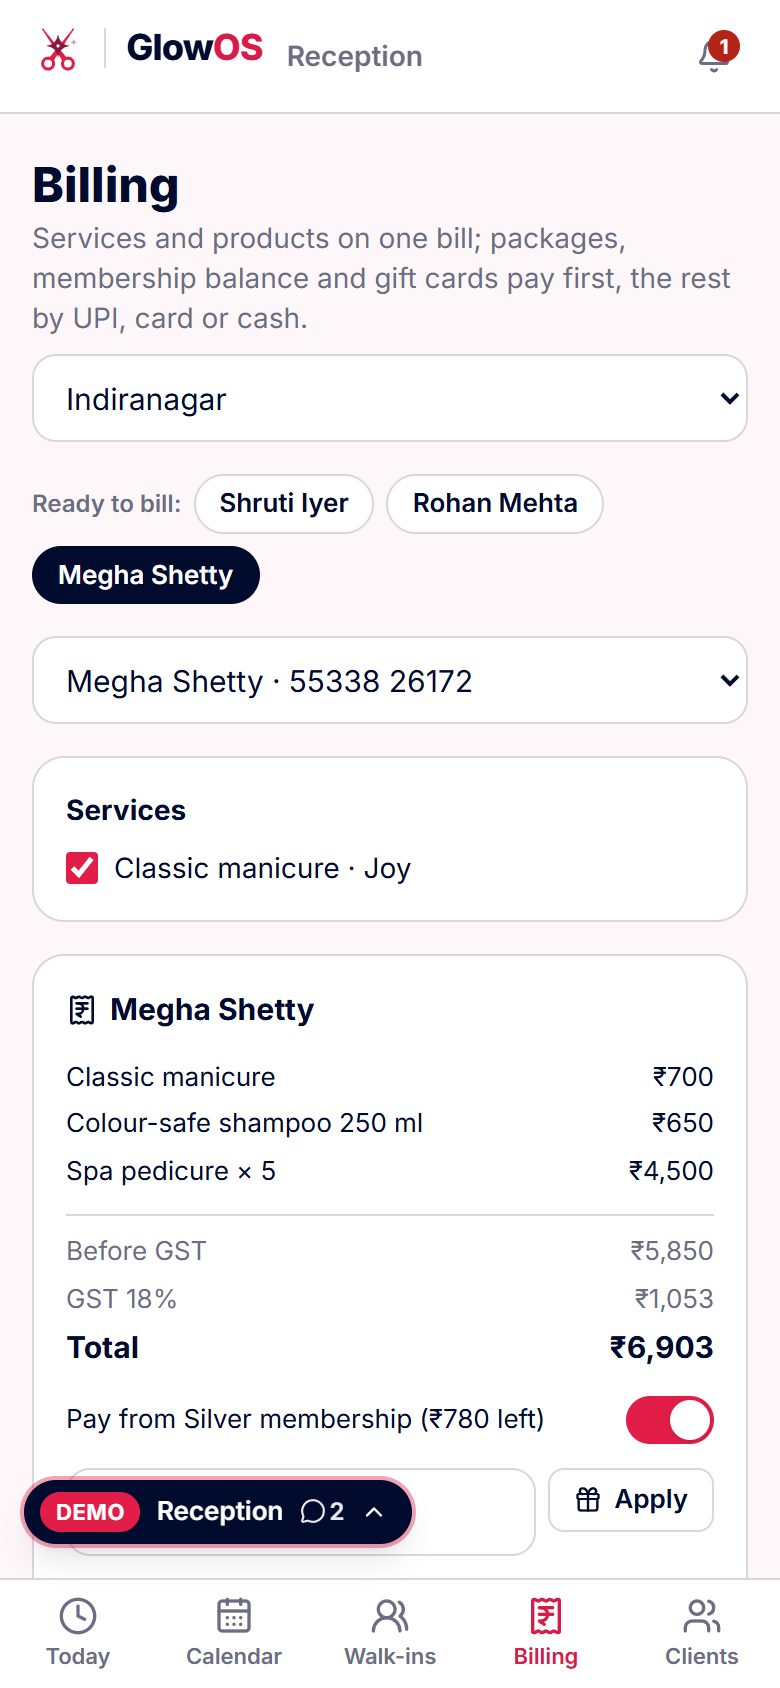 GlowOS Reception
1
Billing
Services and products on one bill; packages,
membership balance and gift cards pay first, the rest
by UPI, card or cash.
Indiranagar
Ready to bill: Shruti Iyer Rohan Mehta
Megha Shetty
Megha Shetty · 55338 26172
Services
Classic manicure · Joy
Megha Shetty
Classic manicure ₹700
Colour-safe shampoo 250 ml ₹650
Spa pedicure × 5 ₹4,500
Before GST ₹5,850
GST 18% ₹1,053
Total ₹6,903
Pay from Silver membership (₹780 left)
Apply
DEMO Reception 2
Today Calendar Walk-ins Billing Clients